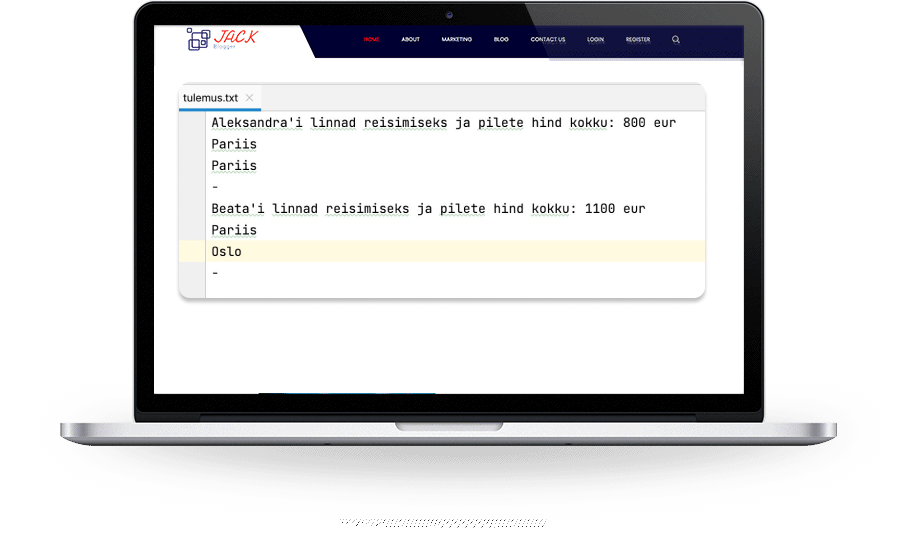 JACK
Blogger
HOME ABOUT MARKETING BLOG CONTACT US LOGIN REGISTER
tulemus.txt
Aleksandra'i linnad reisimiseks ja pilete hind kokku: 800 eur
Pariis
Pariis
-
Beata'i linnad reisimiseks ja pilete hind kokku: 1100 eur
Pariis
Oslo
-